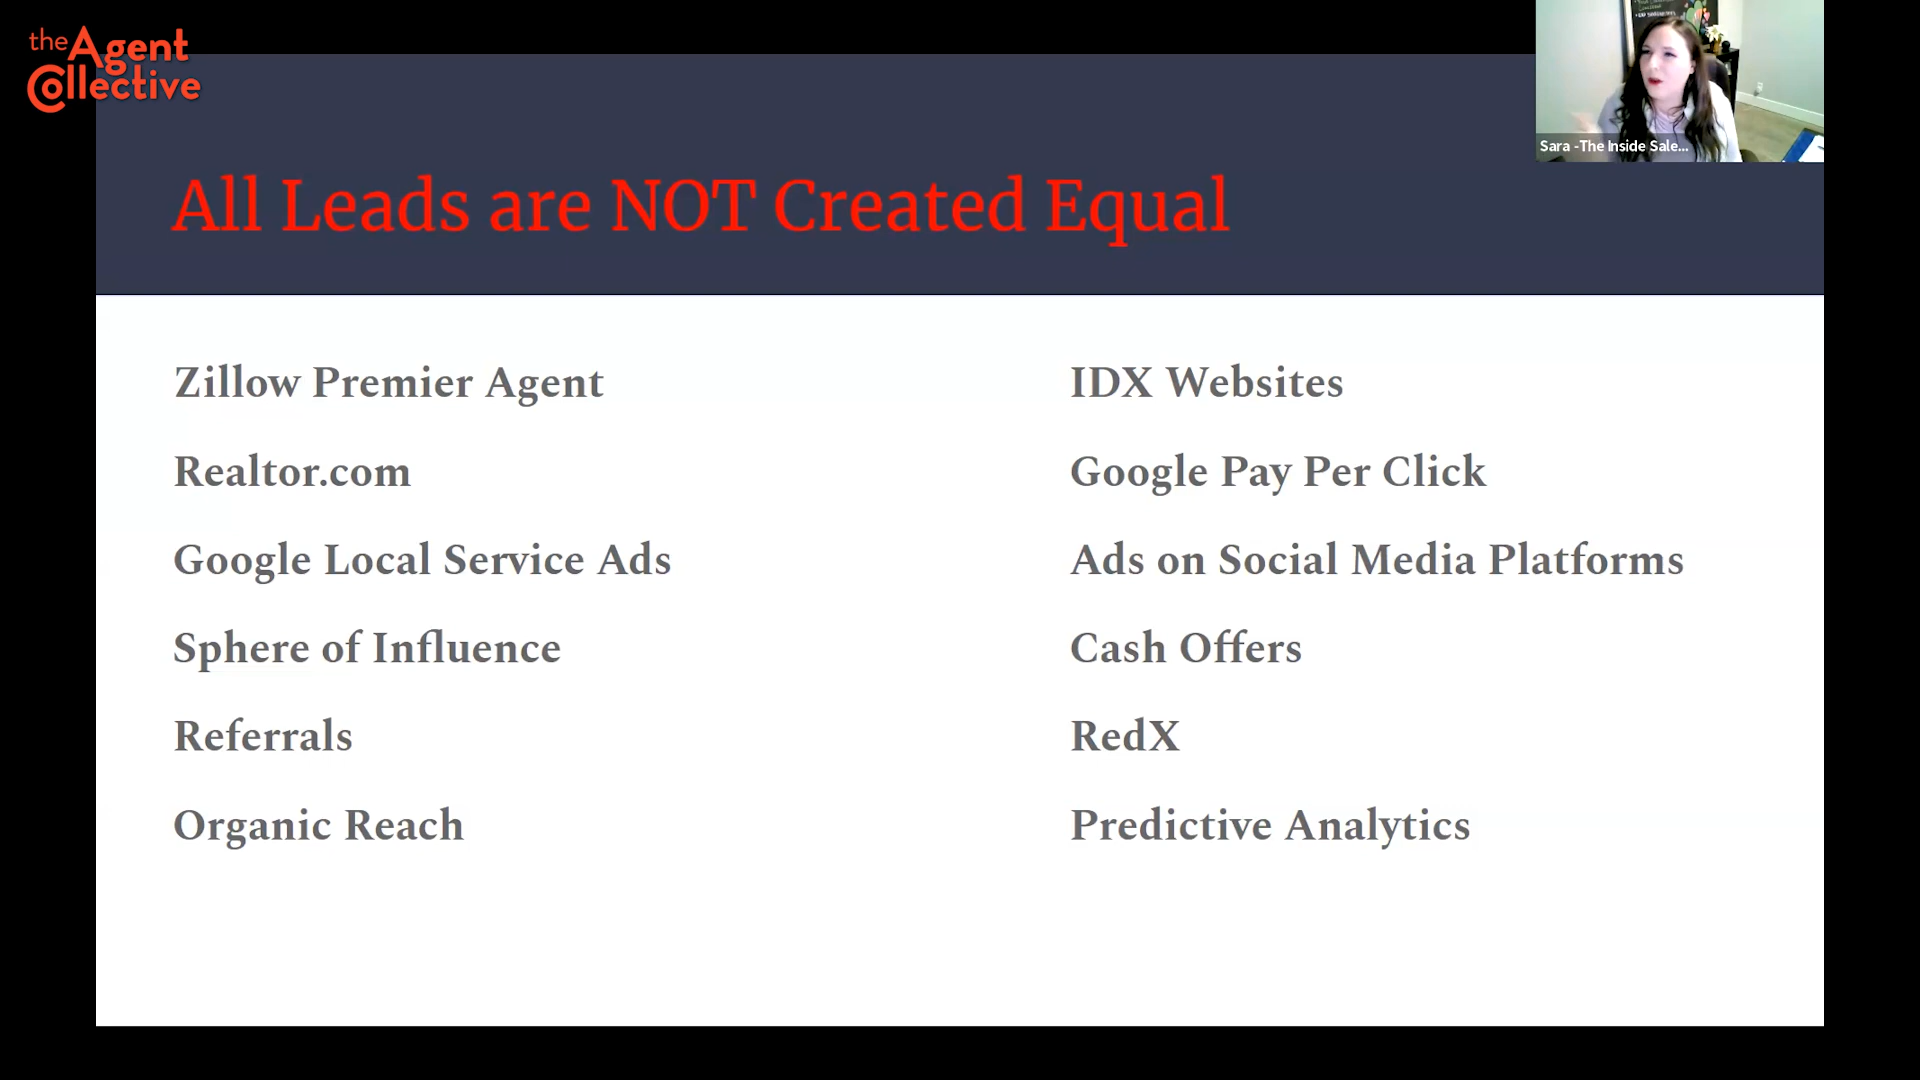 the Agent
Collective
Sara -The Inside Sale...
All Leads are NOT Created Equal
Zillow Premier Agent
Realtor.com
Google Local Service Ads
Sphere of Influence
Referrals
Organic Reach
IDX Websites
Google Pay Per Click
Ads on Social Media Platforms
Cash Offers
RedX
Predictive Analytics